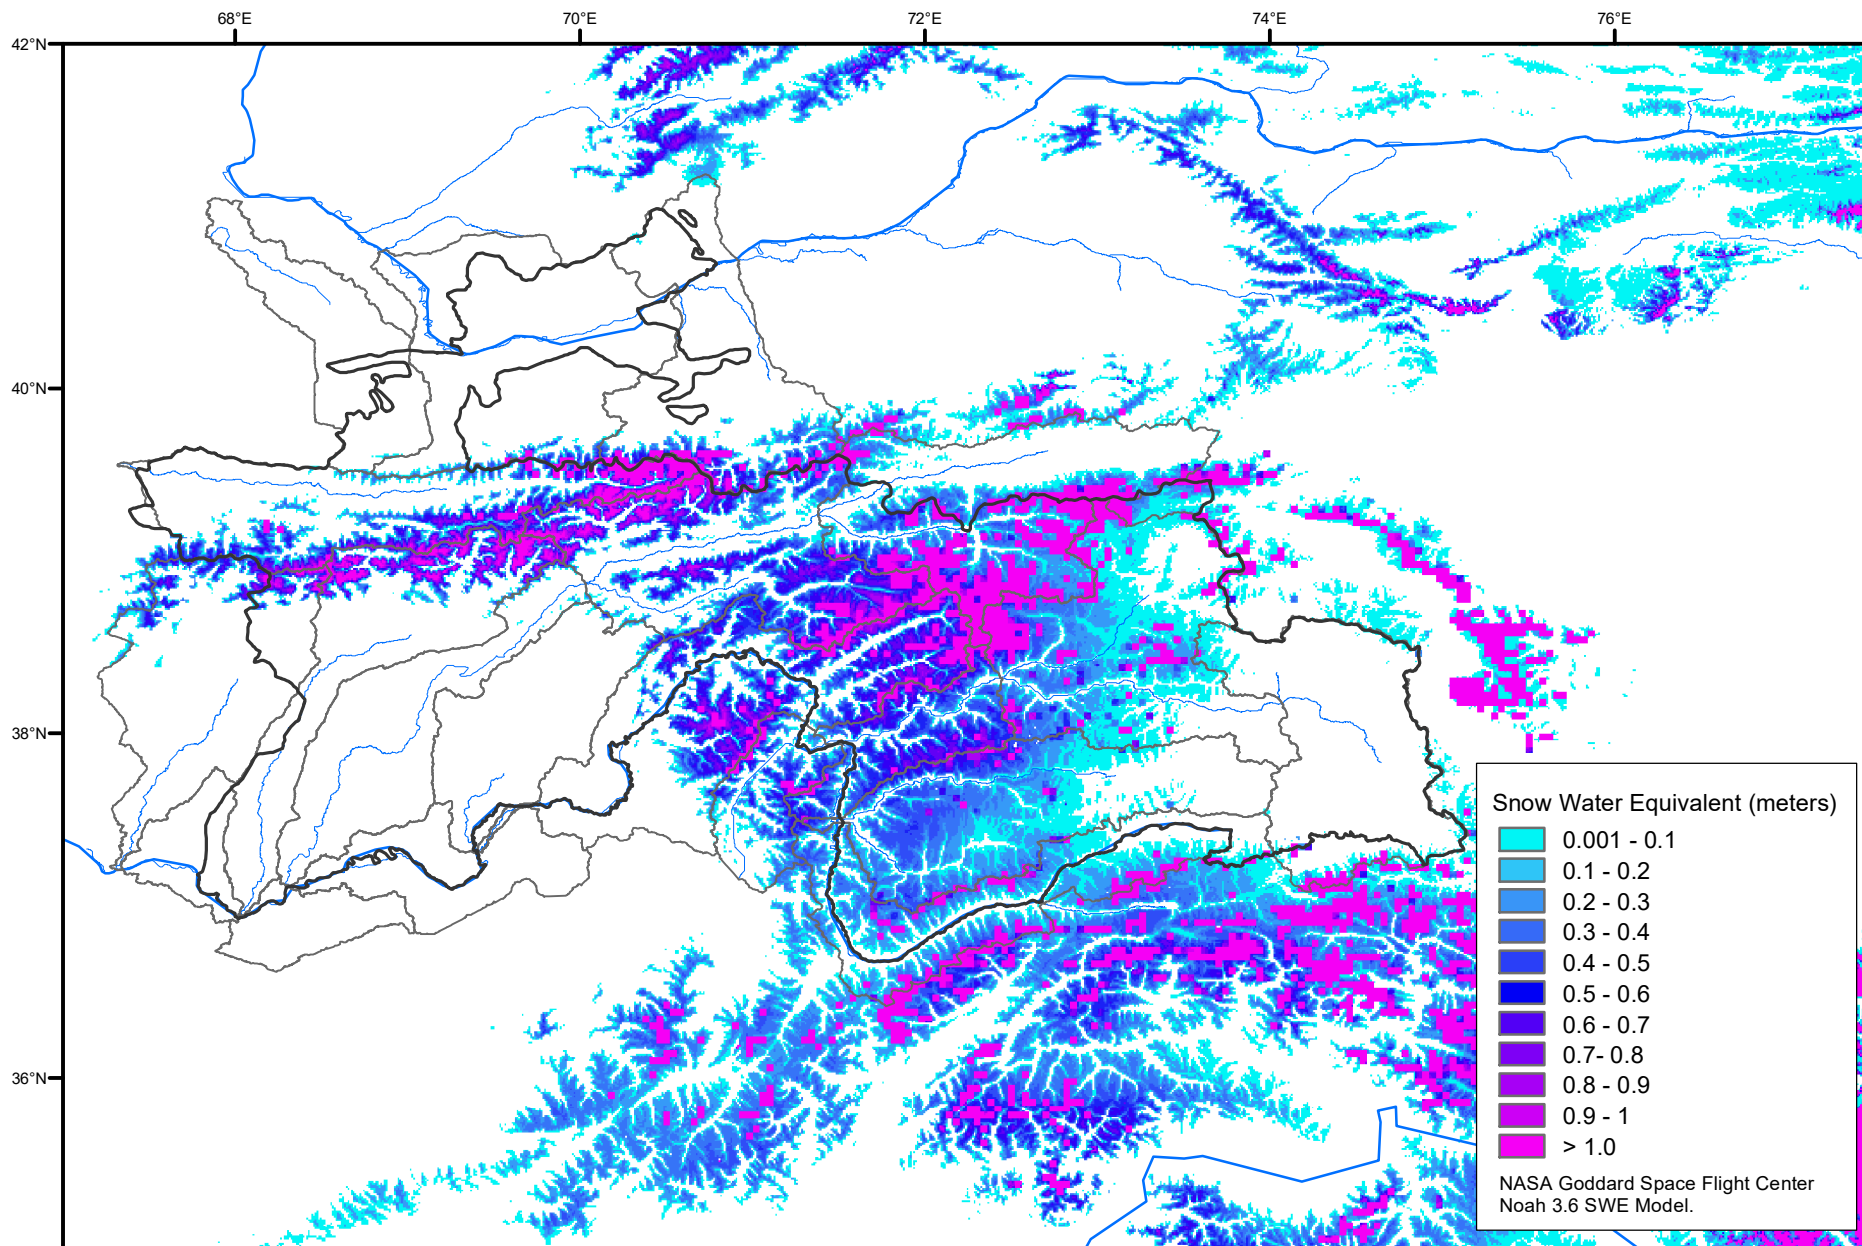 68°E 70°E 72°E 74°E 76°E
42°N
40°N
38°N
36°N
Snow Water Equivalent (meters)
0.001 - 0.1
0.1 - 0.2
0.2 - 0.3
0.3 - 0.4
0.4 - 0.5
0.5 - 0.6
0.6 - 0.7
0.7- 0.8
0.8 - 0.9
0.9 - 1
> 1.0
NASA Goddard Space Flight Center
Noah 3.6 SWE Model.